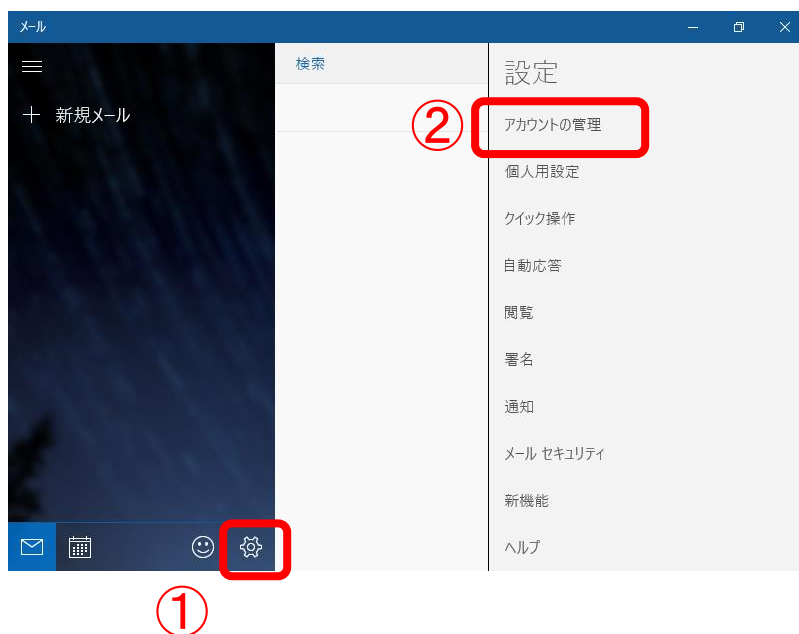 メール
検索
新規メール
設定
② アカウントの管理
個人用設定
クイック操作
自動応答
閲覧
署名
通知
メール セキュリティ
新機能
ヘルプ
①